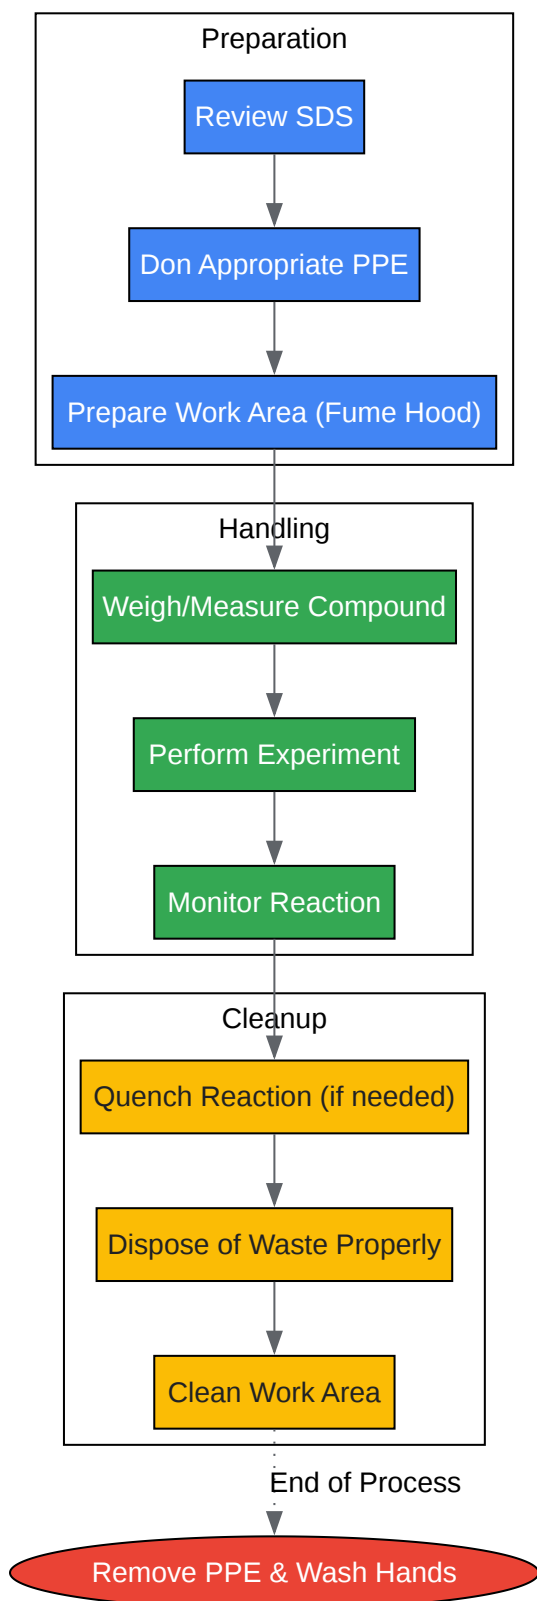 Preparation
Review SDS
Don Appropriate PPE
Prepare Work Area (Fume Hood)
Handling
Weigh/Measure Compound
Perform Experiment
Monitor Reaction
Cleanup
Quench Reaction (if needed)
Dispose of Waste Properly
Clean Work Area
End of Process
Remove PPE & Wash Hands